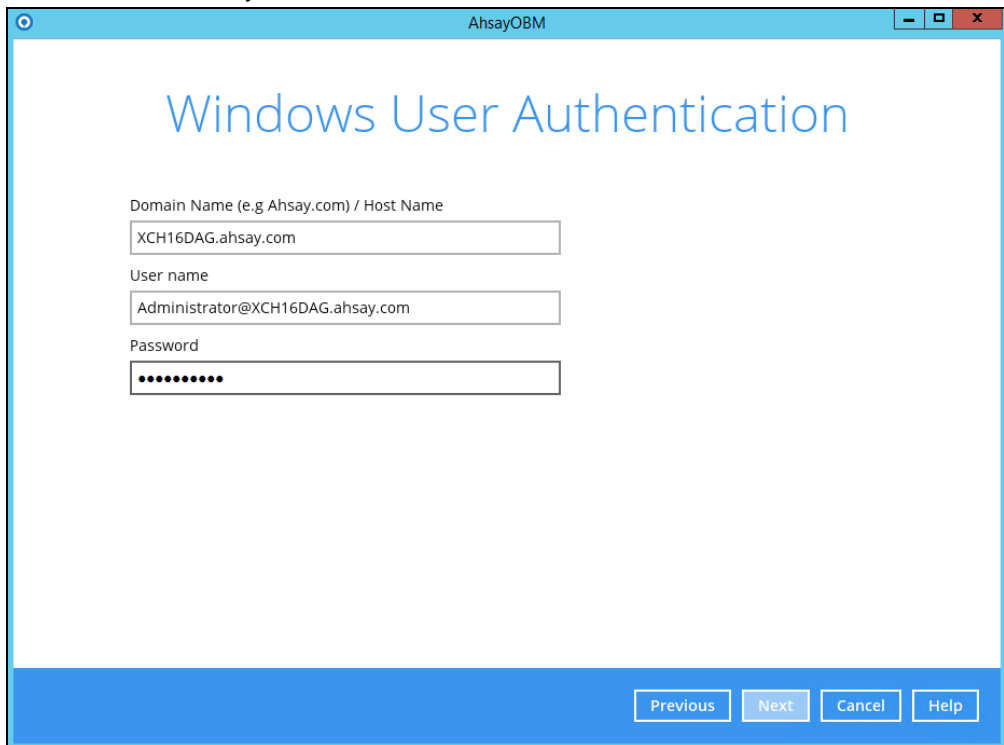 AhsayOBM
Windows User Authentication
Domain Name (e.g Ahsay.com) / Host Name
XCH16DAG.ahsay.com
User name
Administrator@XCH16DAG.ahsay.com
Password
••••••••••
Previous Next Cancel Help